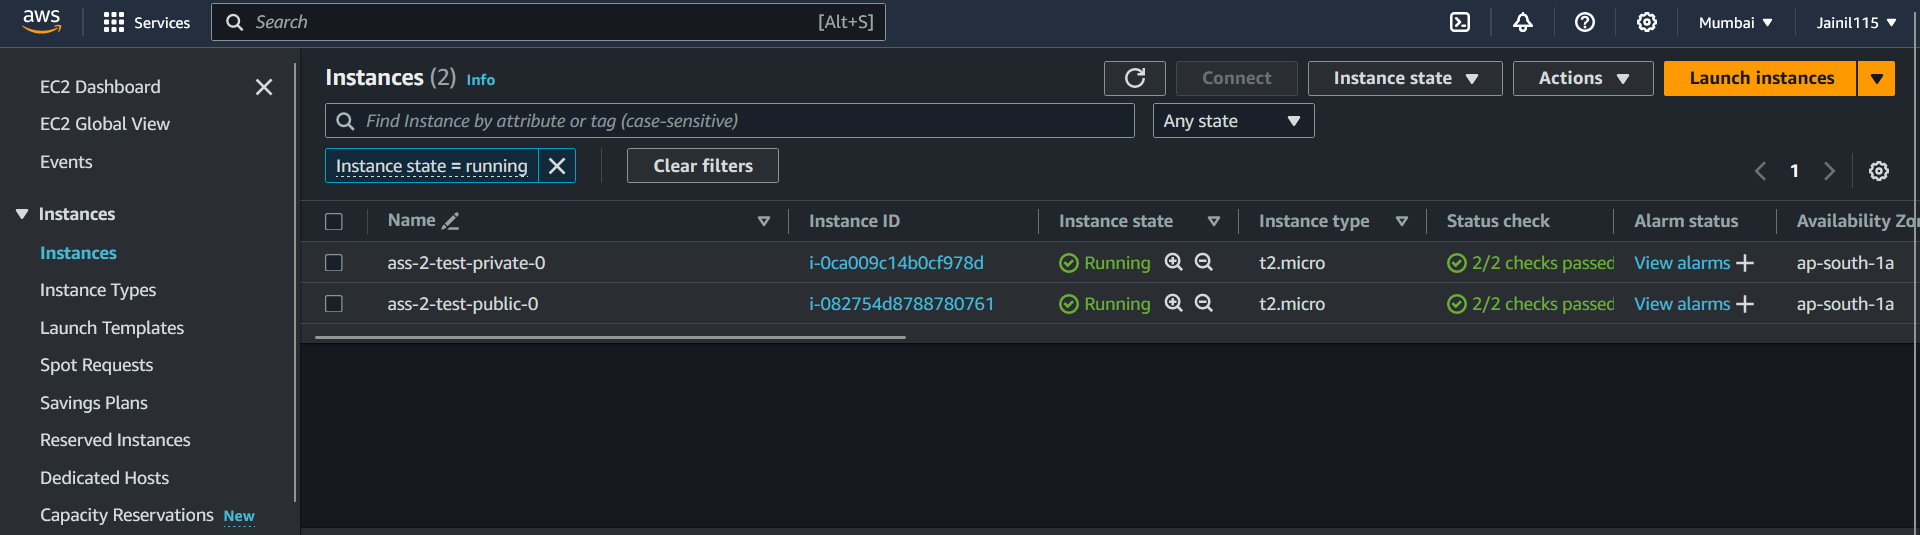 aws Services Search [Alt+S] Mumbai Jainil115
EC2 Dashboard
EC2 Global View
Events
Instances
Instances
Instance Types
Launch Templates
Spot Requests
Savings Plans
Reserved Instances
Dedicated Hosts
Capacity Reservations New
Instances (2) Info Connect Instance state Actions Launch instances
Find Instance by attribute or tag (case-sensitive) Any state
Instance state = running Clear filters 1
Name Instance ID Instance state Instance type Status check Alarm status Availability Zo
ass-2-test-private-0 i-0ca009c14b0cf978d Running t2.micro 2/2 checks passed View alarms + ap-south-1a
ass-2-test-public-0 i-082754d8788780761 Running t2.micro 2/2 checks passed View alarms + ap-south-1a